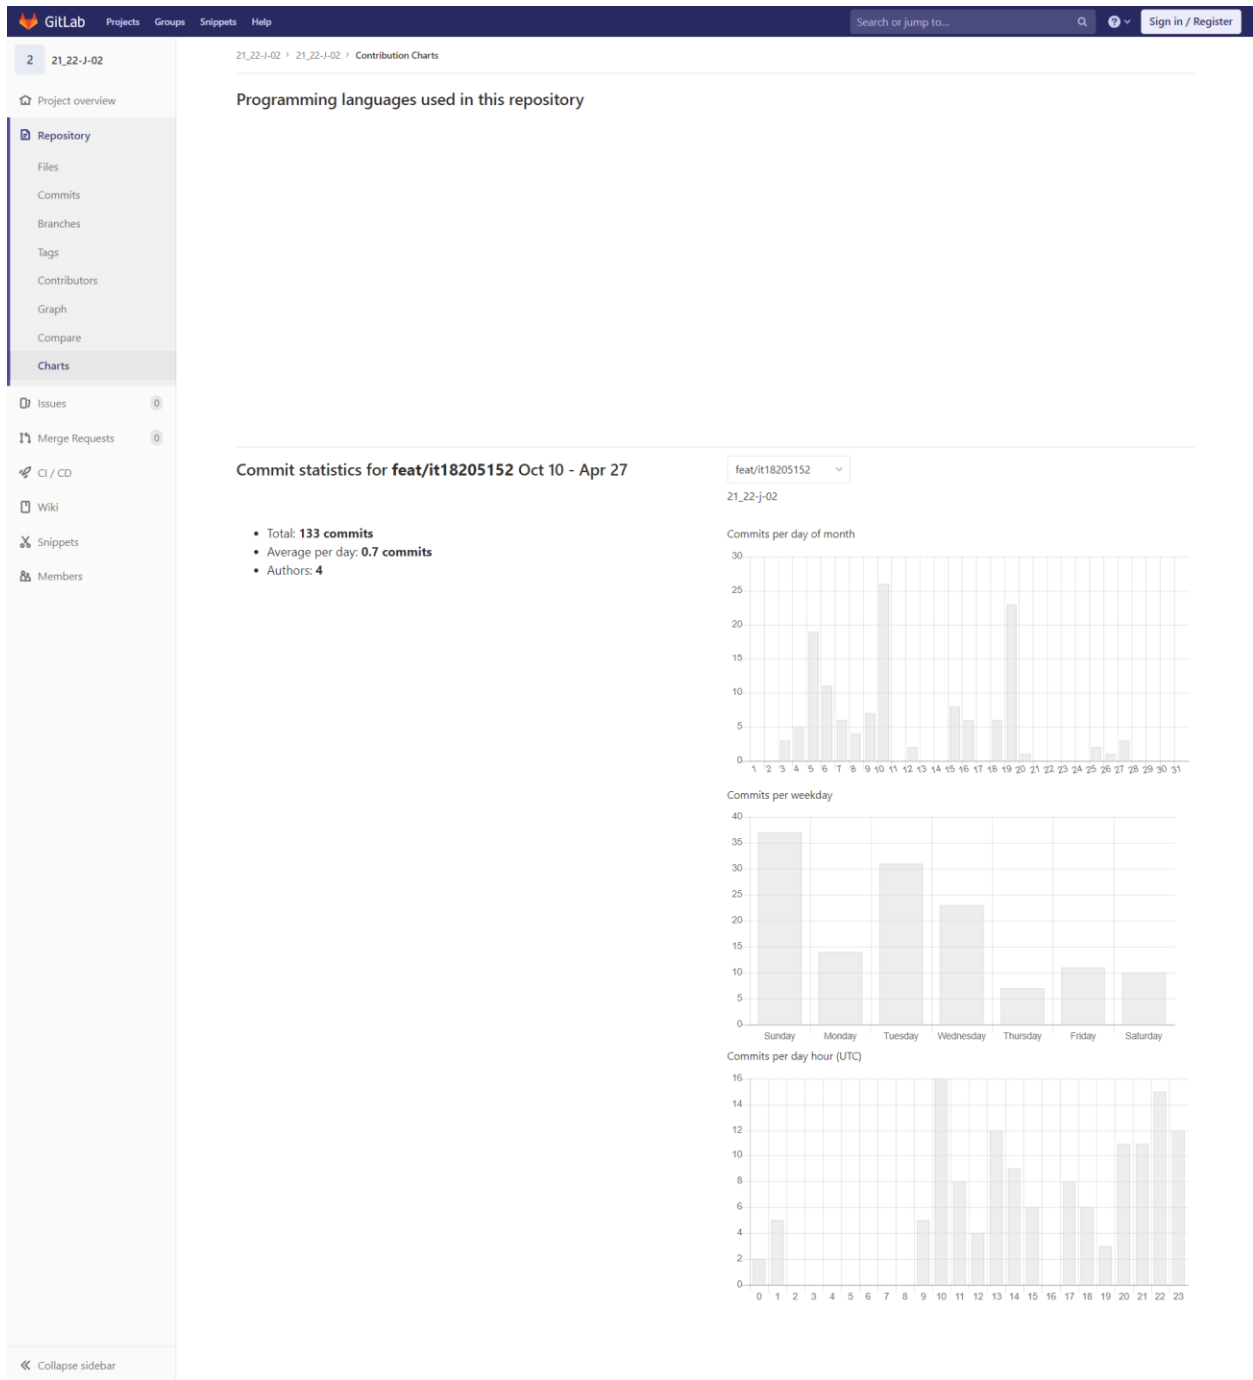 GitLab Projects Groups Snippets Help Search or jump to... Sign in / Register
2 21_22-J-02
21_22-J-02 > 21_22-J-02 > Contribution Charts
Project overview
Repository
Files
Commits
Branches
Tags
Contributors
Graph
Compare
Charts
Issues 0
Merge Requests 0
CI / CD
Wiki
Snippets
Members
Collapse sidebar
Programming languages used in this repository
Commit statistics for feat/it18205152 Oct 10 - Apr 27
• Total: 133 commits
• Average per day: 0.7 commits
• Authors: 4
feat/it18205152
21_22-j-02
Commits per day of month
30
25
20
15
10
5
0
1 2 3 4 5 6 7 8 9 10 11 12 13 14 15 16 17 18 19 20 21 22 23 24 25 26 27 28 29 30 31
Commits per weekday
40
35
30
25
20
15
10
5
0
Sunday Monday Tuesday Wednesday Thursday Friday Saturday
Commits per day hour (UTC)
16
14
12
10
8
6
4
2
0
0 1 2 3 4 5 6 7 8 9 10 11 12 13 14 15 16 17 18 19 20 21 22 23